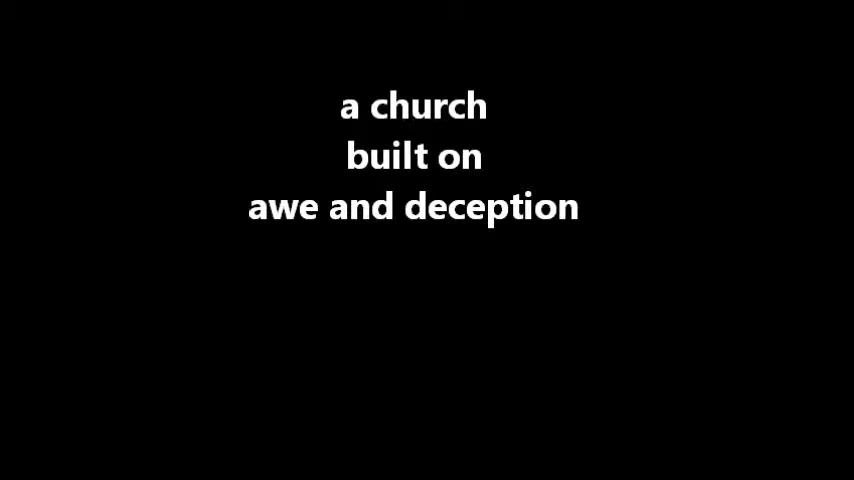 a church
built on
awe and deception